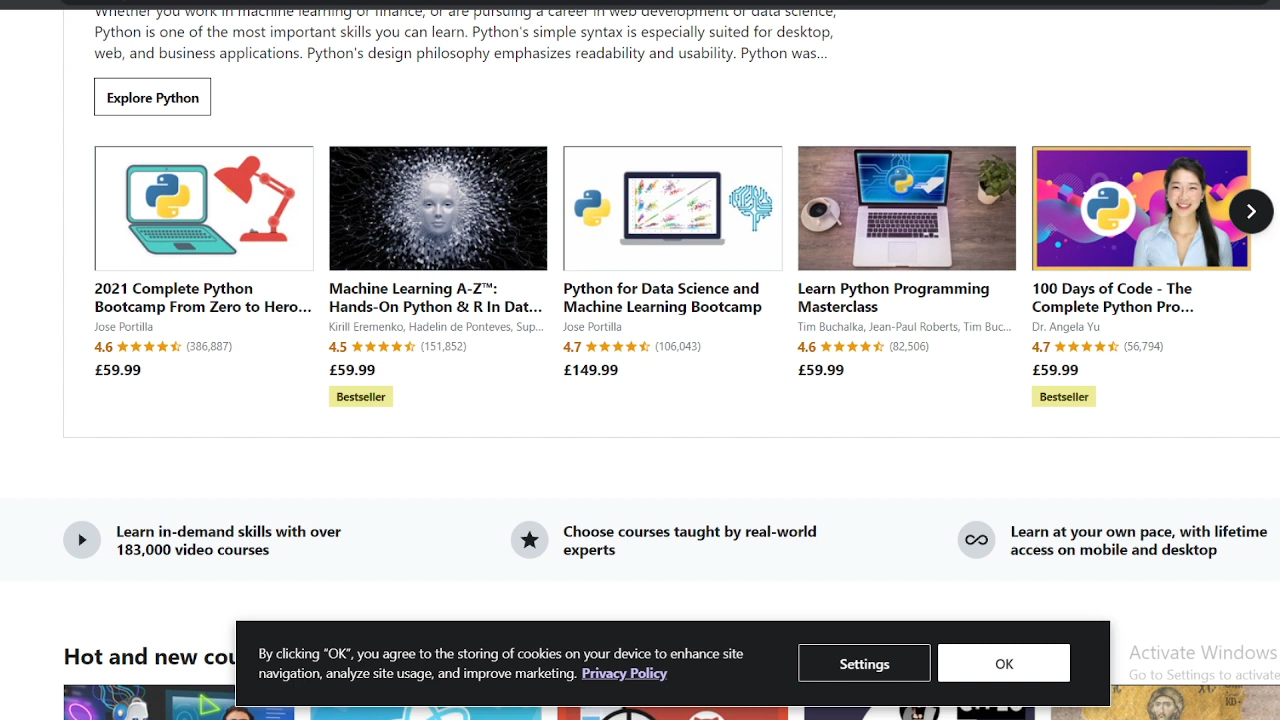 Whether you work in machine learning or finance, or are pursuing a career in web development or data science,
Python is one of the most important skills you can learn. Python's simple syntax is especially suited for desktop,
web, and business applications. Python's design philosophy emphasizes readability and usability. Python was...
Explore Python
2021 Complete Python
Bootcamp From Zero to Hero...
Jose Portilla
4.6 (386,887)
£59.99
Machine Learning A-Z™:
Hands-On Python & R In Dat...
Kirill Eremenko, Hadelin de Ponteves, Sup...
4.5 (151,852)
£59.99
Bestseller
Python for Data Science and
Machine Learning Bootcamp
Jose Portilla
4.7 (106,043)
£149.99
Learn Python Programming
Masterclass
Tim Buchalka, Jean-Paul Roberts, Tim Buc...
4.6 (82,506)
£59.99
100 Days of Code - The
Complete Python Pro...
Dr. Angela Yu
4.7 (56,794)
£59.99
Bestseller
Learn in-demand skills with over
183,000 video courses
Choose courses taught by real-world
experts
Learn at your own pace, with lifetime
access on mobile and desktop
Hot and new cou
By clicking "OK", you agree to the storing of cookies on your device to enhance site
navigation, analyze site usage, and improve marketing. Privacy Policy
Settings
OK
Activate Windows
Go to Settings to activate